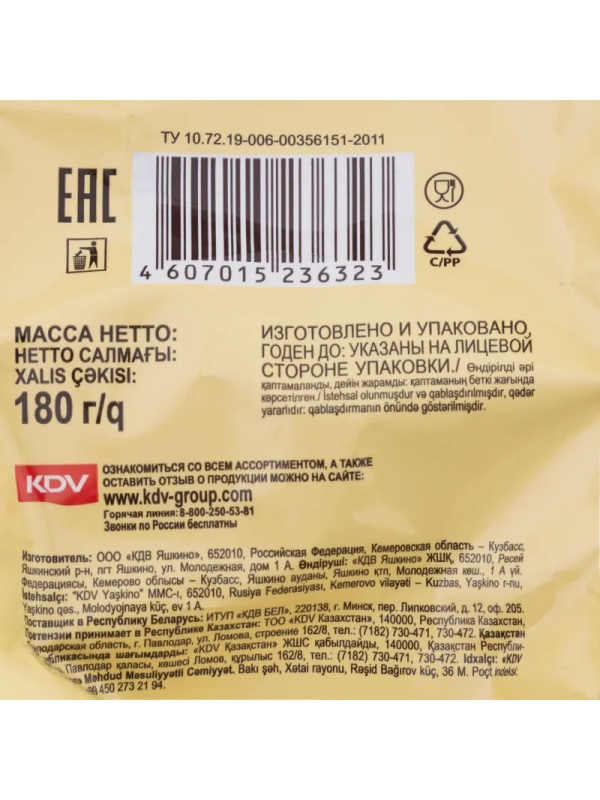 ТУ 10.72.19-006-00356151-2011
EAC
4 607015 236323
C/PP
МАССА НЕТТО:
НЕТТО САЛМАҒЫ:
XALIS ÇƏKISI:
180 г/q
ИЗГОТОВЛЕНО И УПАКОВАНО,
ГОДЕН ДО: УКАЗАНЫ НА ЛИЦЕВОЙ
СТОРОНЕ УПАКОВКИ./ Өндірілді әрі
қаптамаланды, дейін жарамды: қаптаманың беткі жағында
көрсетілген./ İstehsal olunmuşdur və qablaşdırılmışdır, qədər
yararlıdır: qablaşdırmanın önündə göstərilmişdir.
KDV
ОЗНАКОМИТЬСЯ СО ВСЕМ АССОРТИМЕНТОМ, А ТАКЖЕ
ОСТАВИТЬ ОТЗЫВ О ПРОДУКЦИИ МОЖНО НА САЙТЕ:
www.kdv-group.com
Горячая линия: 8-800-250-53-81
Звонки по России бесплатны
Изготовитель: ООО «КДВ Яшкино», 652010, Российская Федерация, Кемеровская область – Кузбасс,
Яшкинский р-н, пгт Яшкино, ул. Молодежная, дом 1 А. Өндіруші: «КДВ Яшкино» ЖШҚ, 652010, Ресей
Федерациясы, Кемерово облысы – Кузбасс, Яшкино ауданы, Яшкино ктп, Молодежная көш., 1 А үй.
İstehsalçı: "KDV Yaşkino" MMC-ı, 652010, Rusiya Federasiyası, Kemerovo vilayəti – Kuzbas, Yaşkino r-nu,
Yaşkino qəs., Molodyojnaya küç, ev 1 A.
Поставщик в Республику Беларусь: ИТУП «КДВ БЕЛ», 220138, г. Минск, пер. Липковский, д. 12, оф. 205.
Претензии принимает в Республике Казахстан: ТОО «KDV Казахстан», 140000, Республика Казахстан,
Павлодарская область, г. Павлодар, ул. Ломова, строение 162/8, тел.: (7182) 730-471, 730-472. Қазақстан
Республикасында шағымдарды: «KDV Қазақстан» ЖШС қабылдайды, 140000, Қазақстан Республи-
Павлодар қаласы, көшесі Ломов, құрылыс 162/8, тел.: (7182) 730-471, 730-472. Idxalçı: «KDV
Məhdud Məsuliyyətli Cəmiyyət. Bakı şəh, Xətai rayonu, Rəşid Bağırov küç, 36 M. Poçt indeksi:
450 273 21 94.